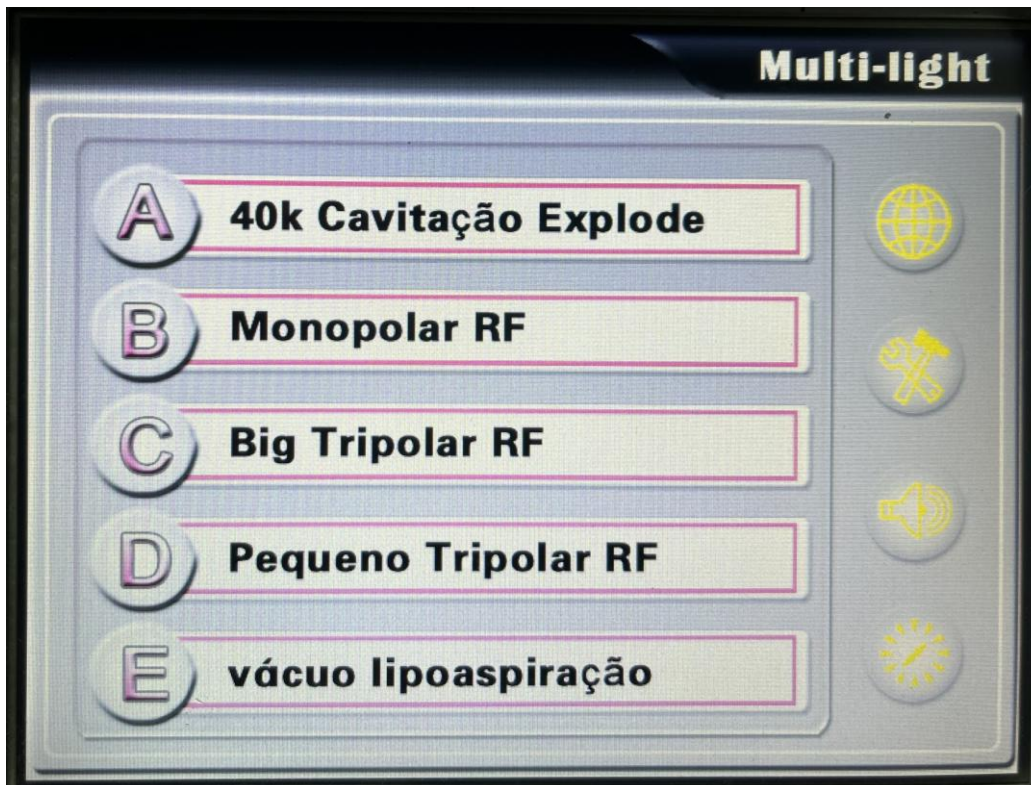 Multi-light
A 40k Cavitação Explode
B Monopolar RF
C Big Tripolar RF
D Pequeno Tripolar RF
E vácuo lipoaspiração